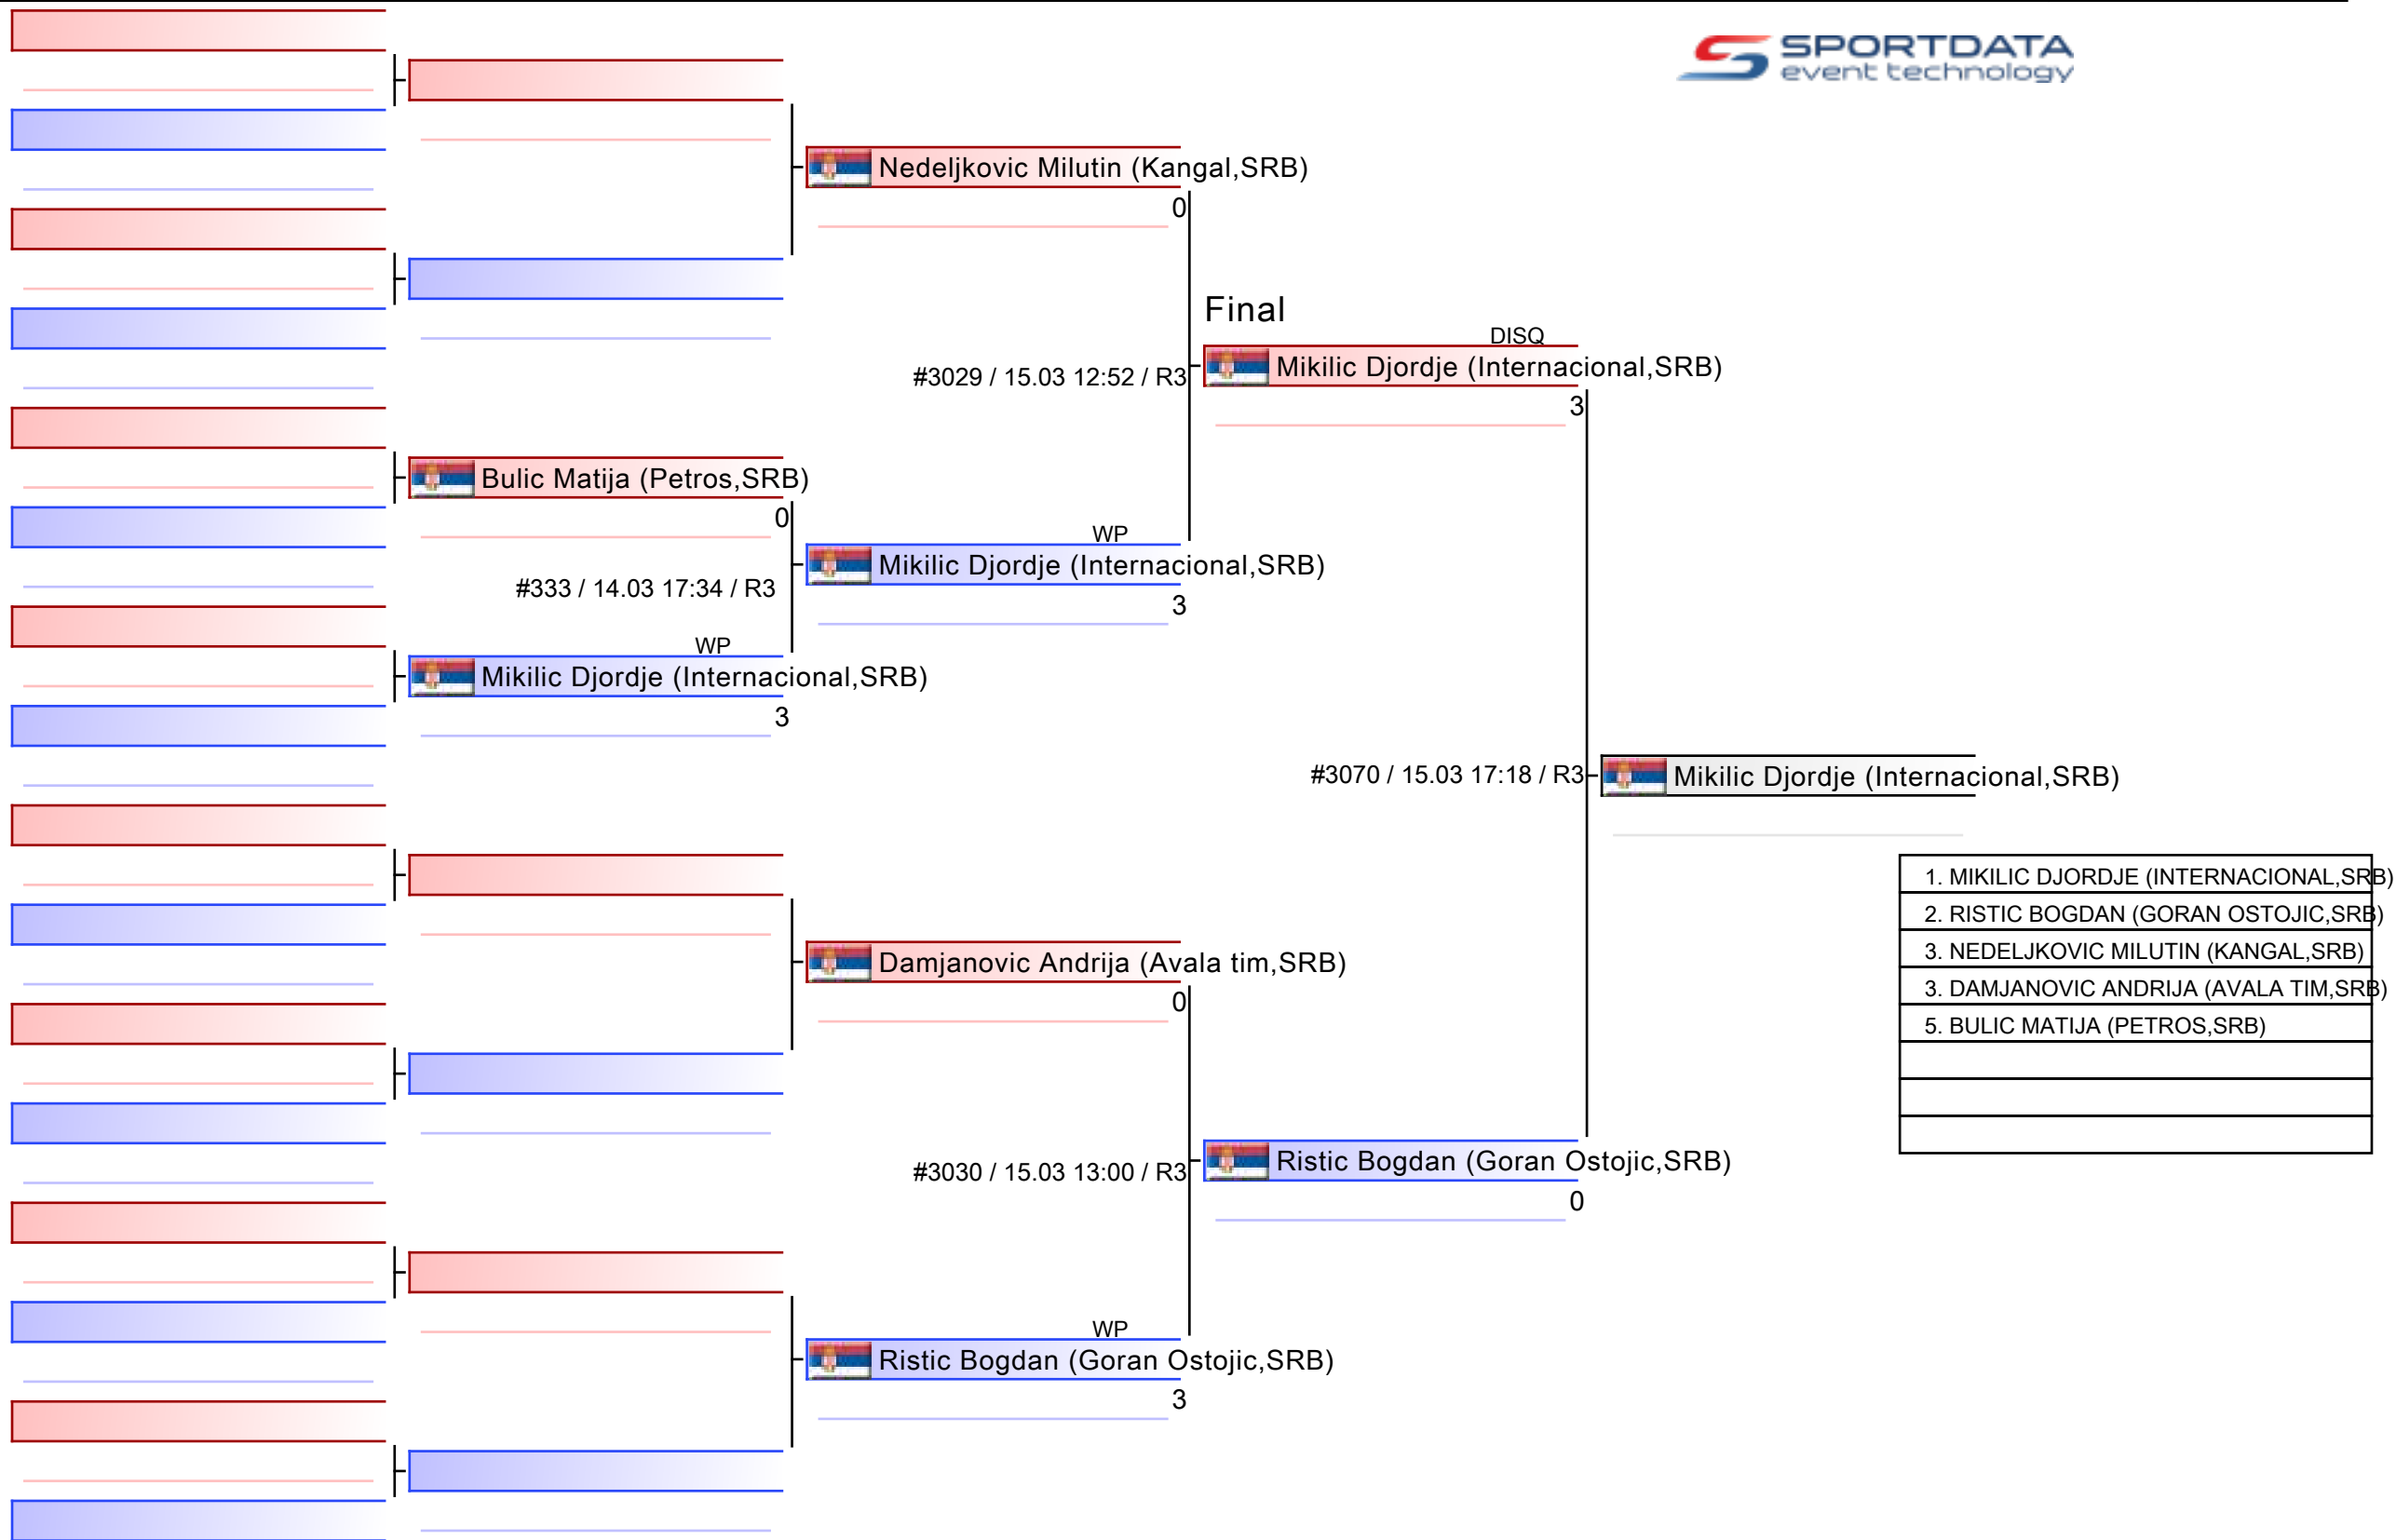 SPORTDATA
event technology
Nedeljkovic Milutin (Kangal,SRB)
0
Final
DISQ
#3029 / 15.03 12:52 / R3
Mikilic Djordje (Internacional,SRB)
3
Bulic Matija (Petros,SRB)
0
WP
Mikilic Djordje (Internacional,SRB)
#333 / 14.03 17:34 / R3
3
WP
Mikilic Djordje (Internacional,SRB)
3
#3070 / 15.03 17:18 / R3
Mikilic Djordje (Internacional,SRB)
1. MIKILIC DJORDJE (INTERNACIONAL,SRB)
2. RISTIC BOGDAN (GORAN OSTOJIC,SRB)
3. NEDELJKOVIC MILUTIN (KANGAL,SRB)
3. DAMJANOVIC ANDRIJA (AVALA TIM,SRB)
5. BULIC MATIJA (PETROS,SRB)
Damjanovic Andrija (Avala tim,SRB)
0
#3030 / 15.03 13:00 / R3
Ristic Bogdan (Goran Ostojic,SRB)
0
WP
Ristic Bogdan (Goran Ostojic,SRB)
3